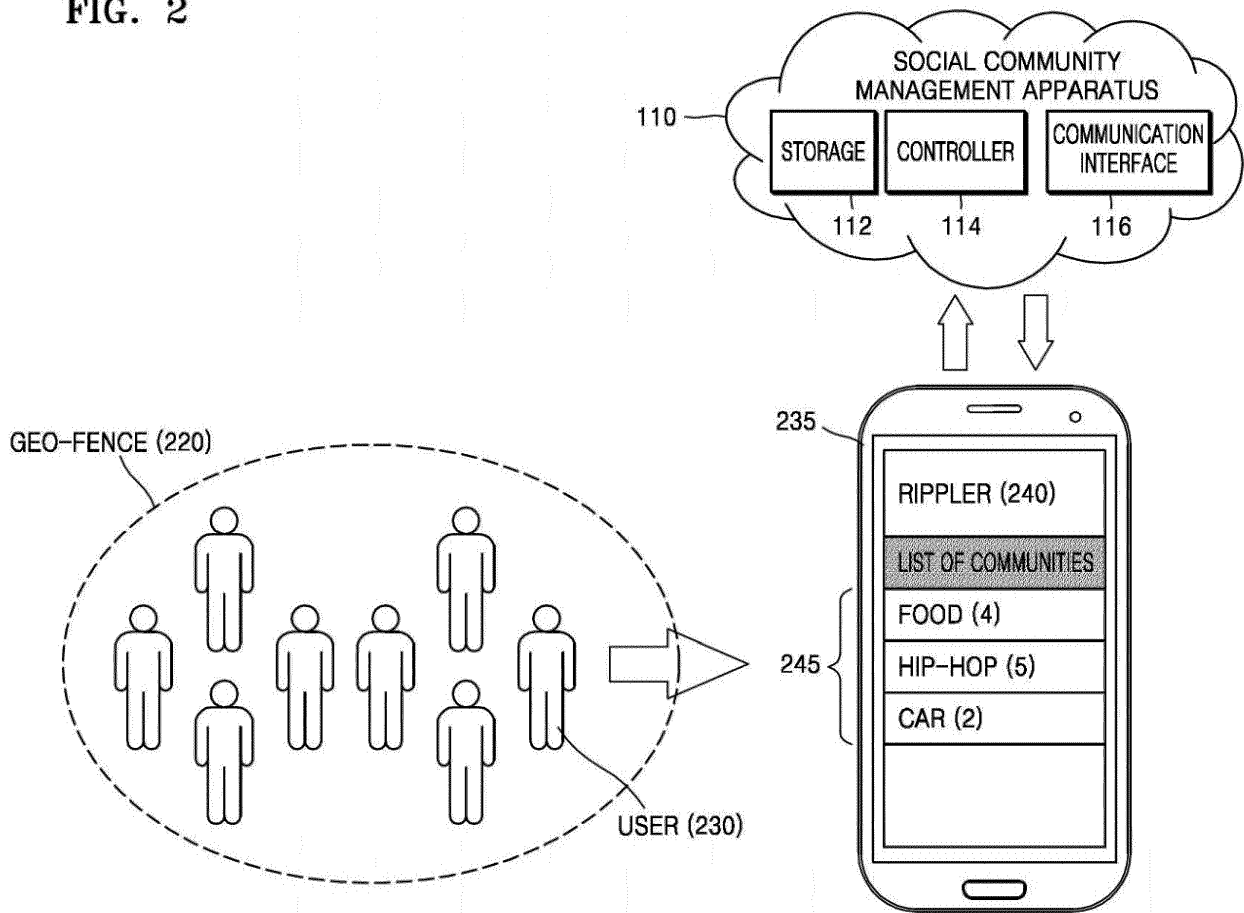 FIG. 2
SOCIAL COMMUNITY
MANAGEMENT APPARATUS
110
STORAGE
CONTROLLER
COMMUNICATION
INTERFACE
112
114
116
235
GEO-FENCE (220)
RIPPLER (240)
LIST OF COMMUNITIES
FOOD (4)
245
HIP-HOP (5)
CAR (2)
USER (230)